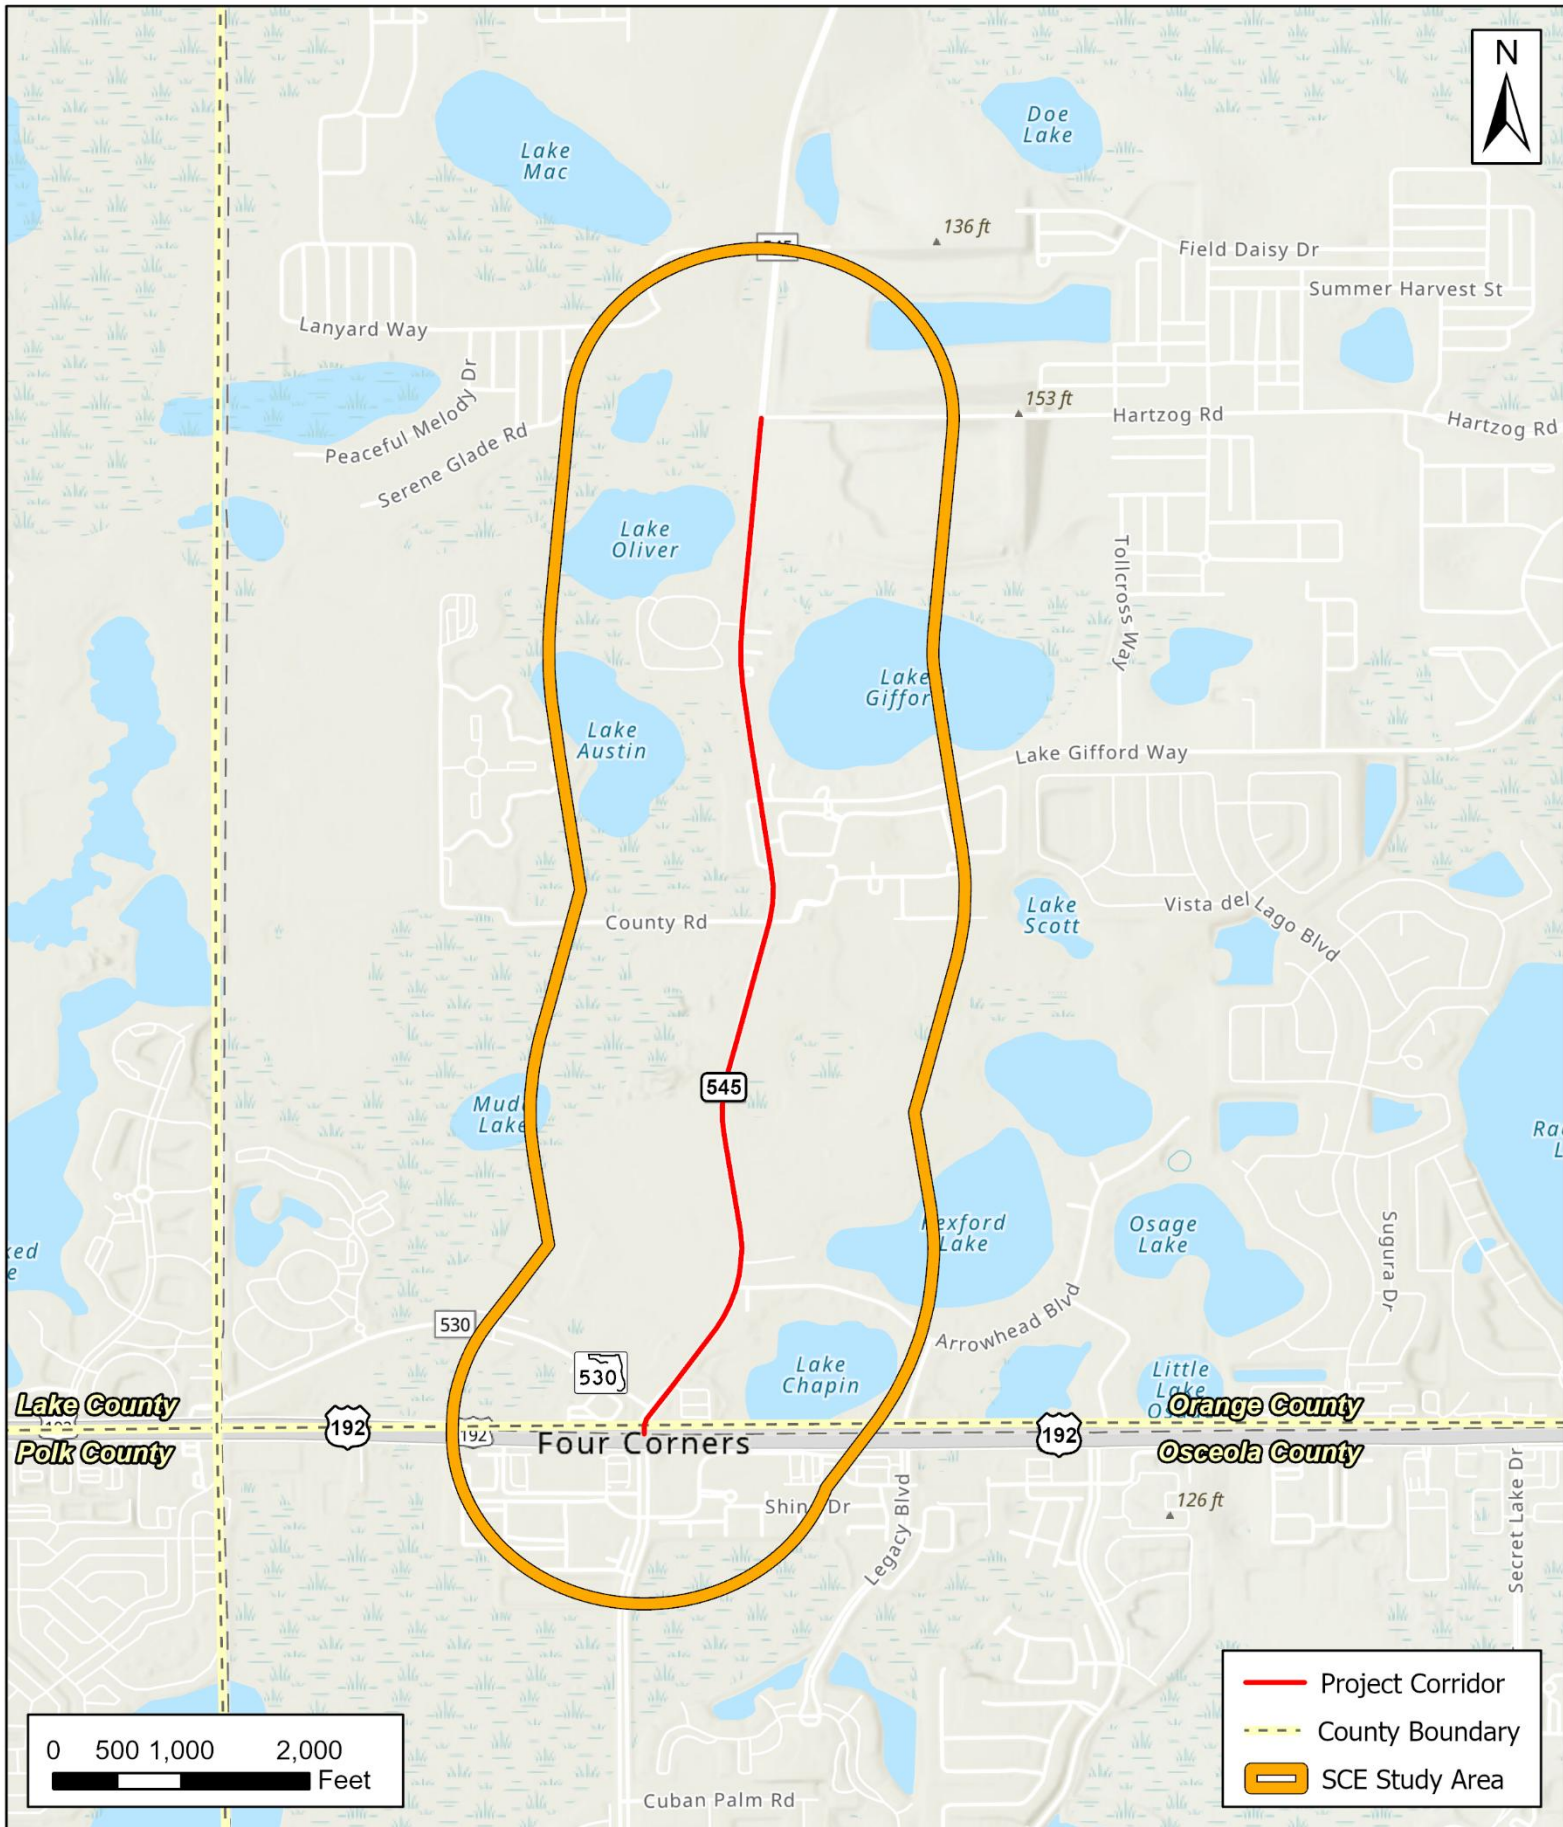 N
Doe
Lake
Lake
Mac
136 ft
Field Daisy Dr
Summer Harvest St
Lanyard Way
Peaceful Melody Dr
Serene Glade Rd
153 ft
Hartzog Rd
Hartzog Rd
Lake
Oliver
Tollcross Way
Lake
Giffor
Lake
Austin
Lake Gifford Way
County Rd
Lake
Scott
Vista del Lago Blvd
545
Lake
Lake
Osage
Lake
Sugura Dr
530
530
Arrowhead Blvd
Lake
Chapin
Little
Lake
Lake County
Orange County
192
192
192
Polk County
Four Corners
Osceola County
126 ft
Shin Dr
Legacy Blvd
Secret Lake Dr
Cuban Palm Rd
0 500 1,000 2,000
Feet
Project Corridor
County Boundary
SCE Study Area